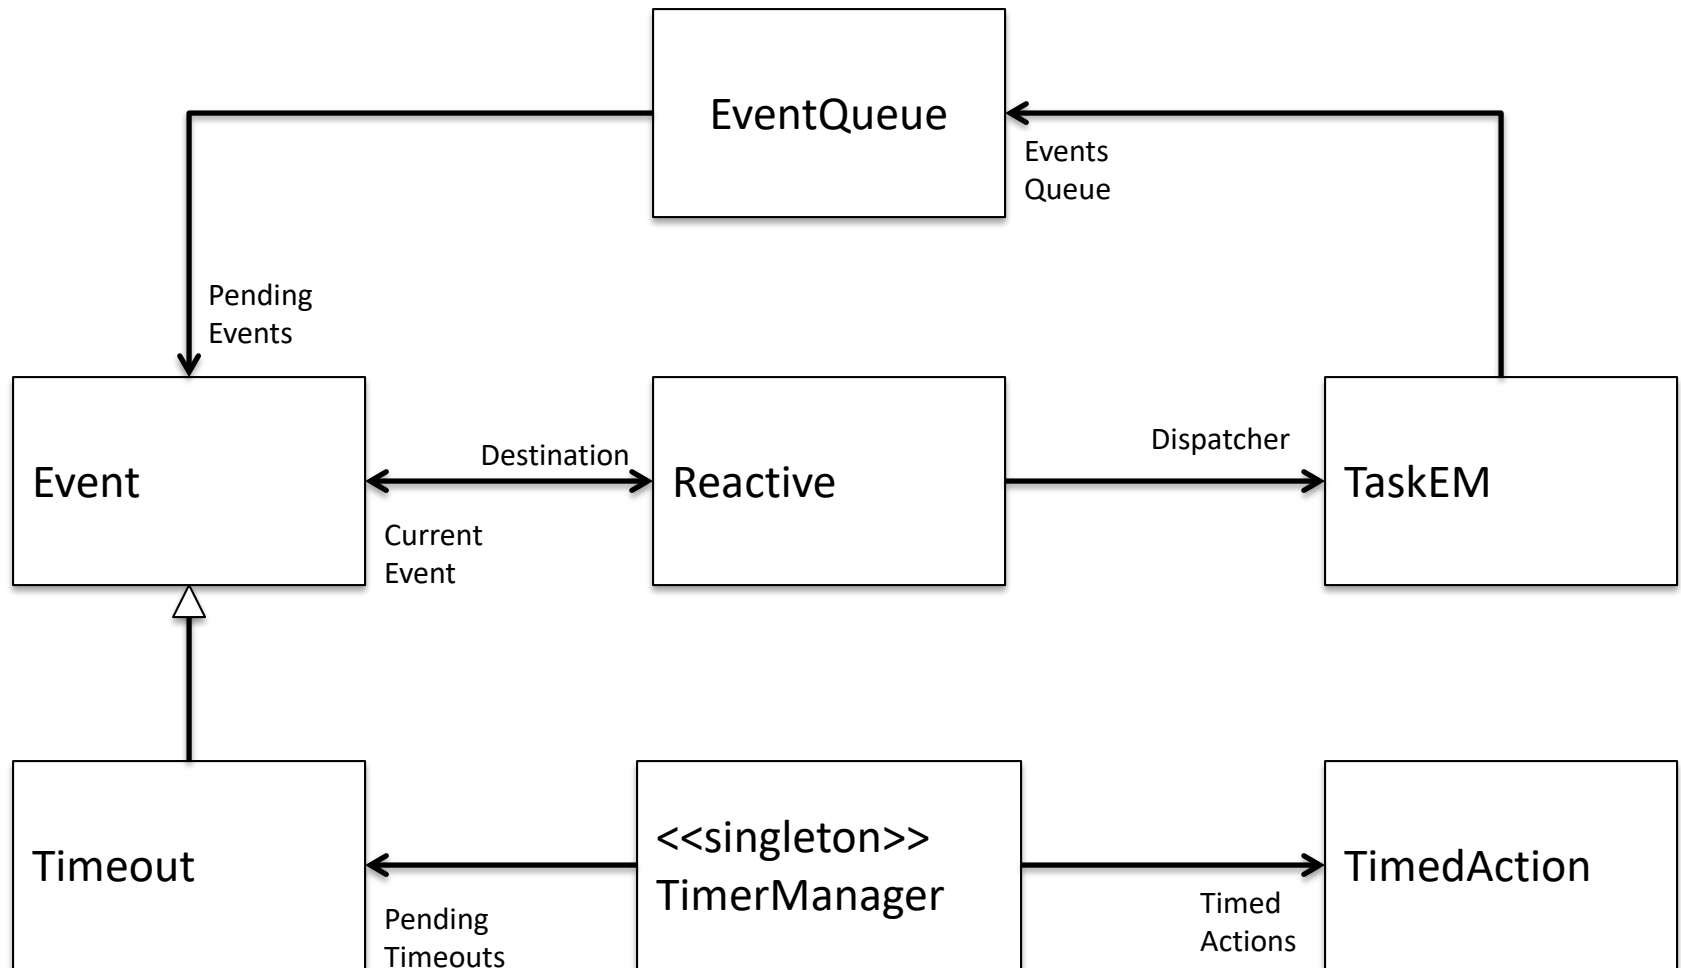 EventQueue
Events
Queue
Pending
Events
Event
Destination
Current
Event
Reactive
Dispatcher
TaskEM
Timeout
Pending
Timeouts
<<singleton>>
TimerManager
Timed
Actions
TimedAction